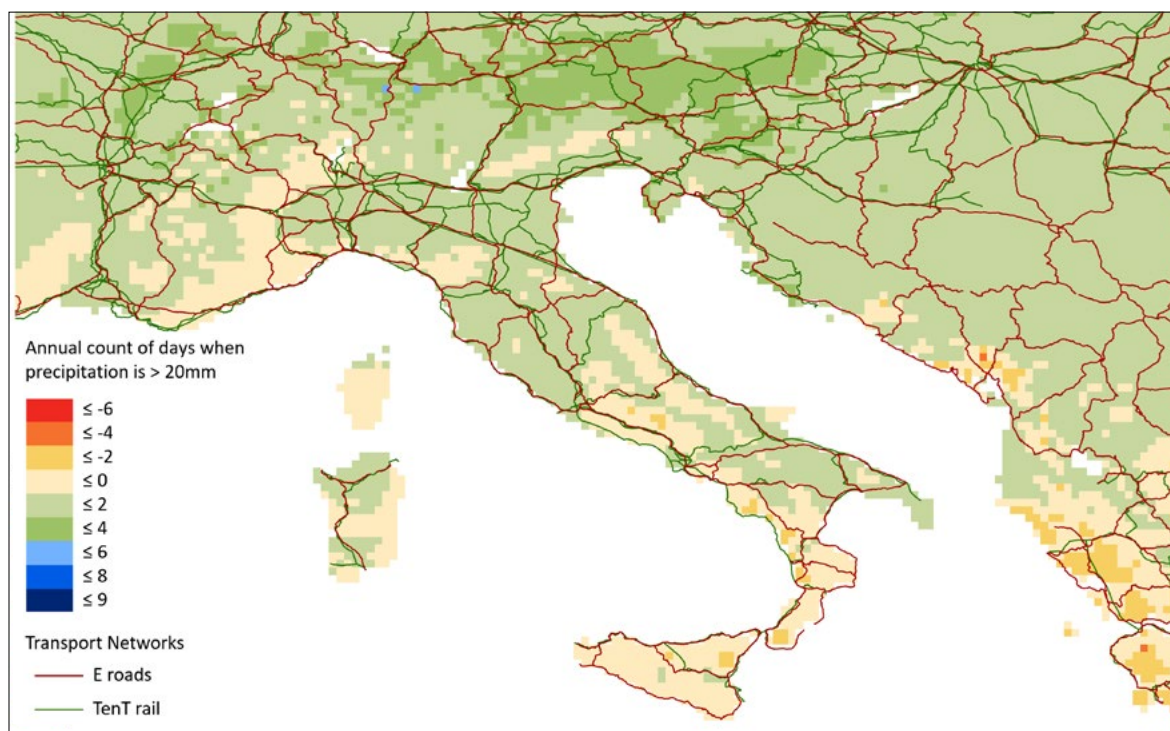 Annual count of days when
precipitation is > 20mm
≤ -6
≤ -4
≤ -2
≤ 0
≤ 2
≤ 4
≤ 6
≤ 8
≤ 9
Transport Networks
E roads
TenT rail